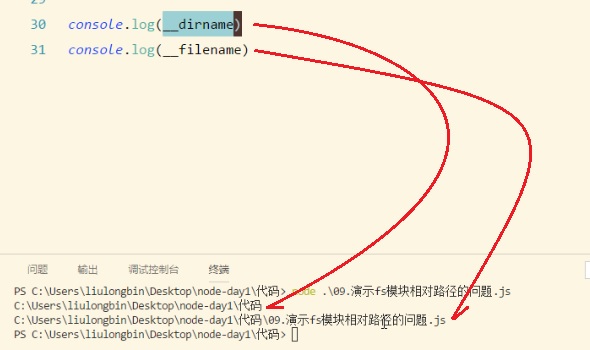 30 console.log(__dirname)
31 console.log(__filename)
问题 输出 调试控制台 终端
PS C:\Users\liulongbin\Desktop\node-day1\代码> node .\09.演示fs模块相对路径的问题.js
C:\Users\liulongbin\Desktop\node-day1\代码
C:\Users\liulongbin\Desktop\node-day1\代码\09.演示fs模块相对路径的问题.js
PS C:\Users\liulongbin\Desktop\node-day1\代码>